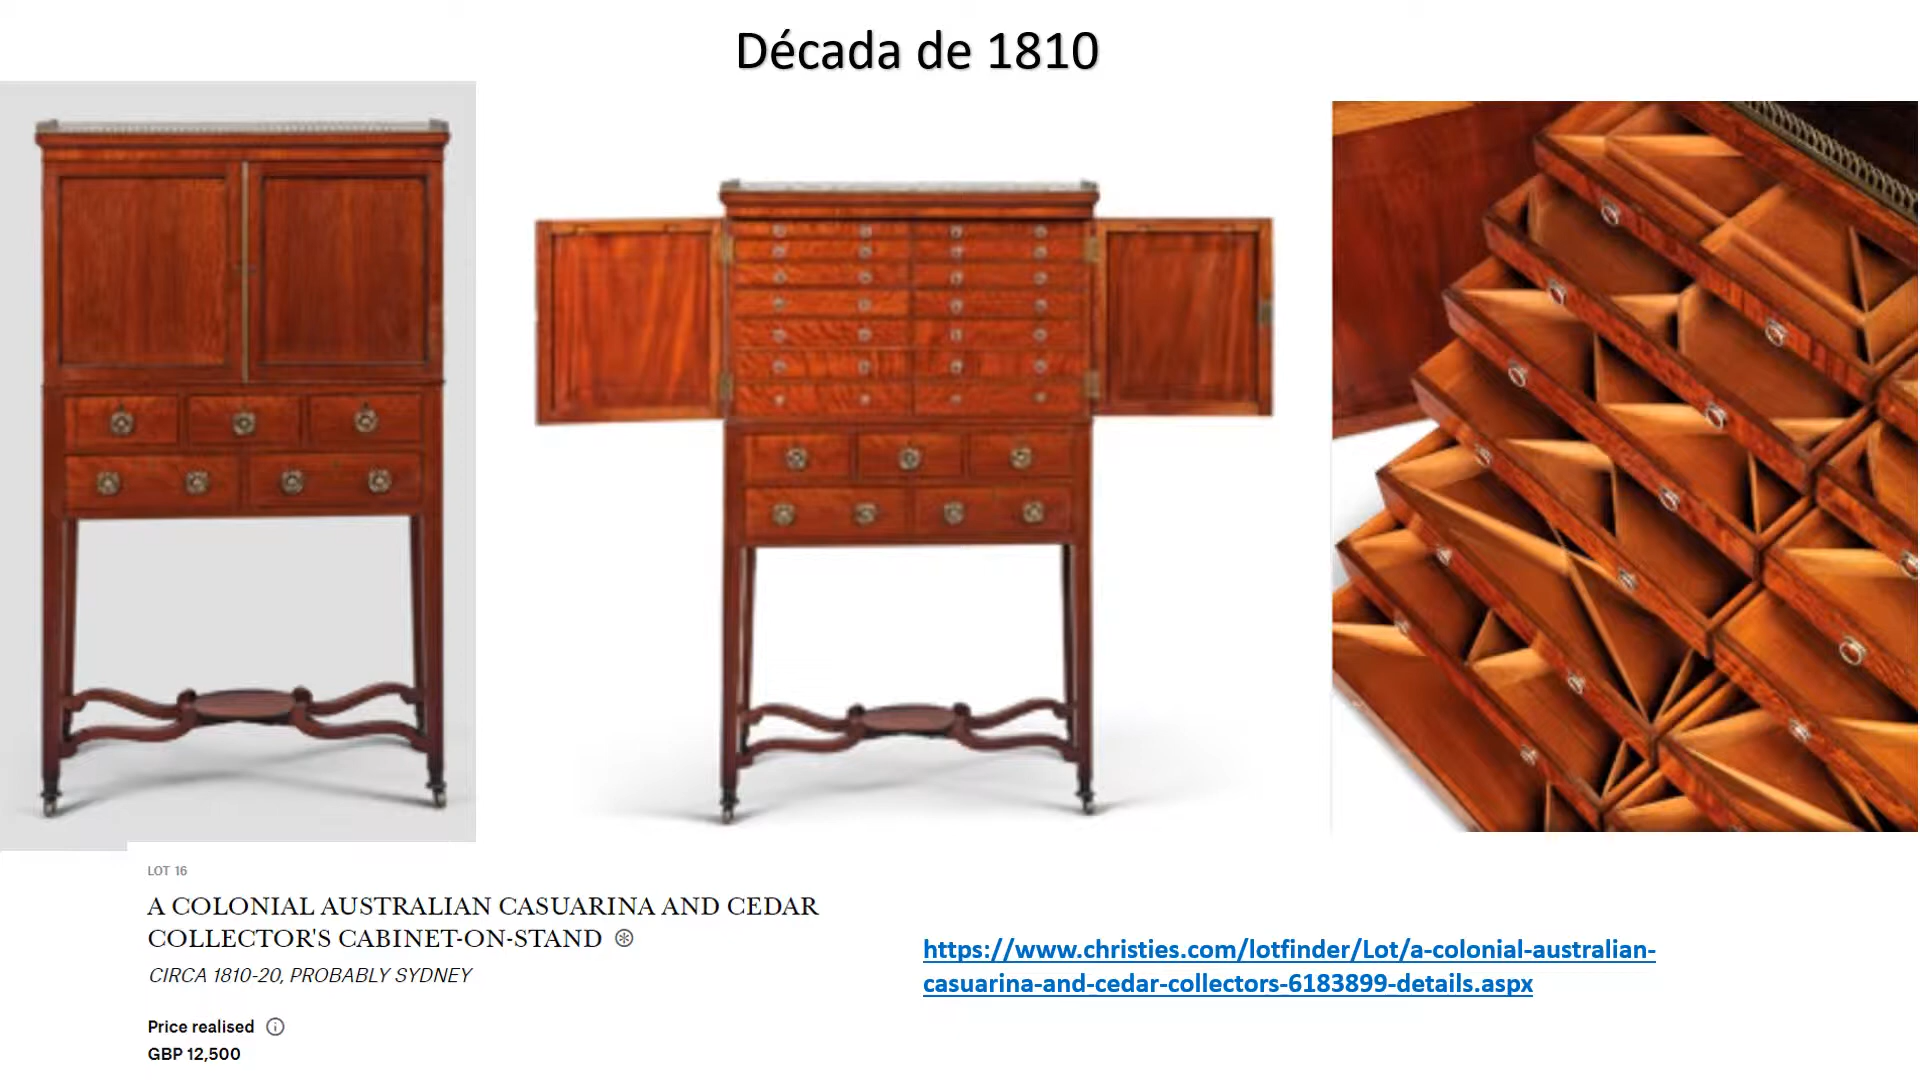 Década de 1810
LOT 16
A COLONIAL AUSTRALIAN CASUARINA AND CEDAR
COLLECTOR'S CABINET-ON-STAND
CIRCA 1810-20, PROBABLY SYDNEY
Price realised
GBP 12,500
https://www.christies.com/lotfinder/Lot/a-colonial-australian-
casuarina-and-cedar-collectors-6183899-details.aspx